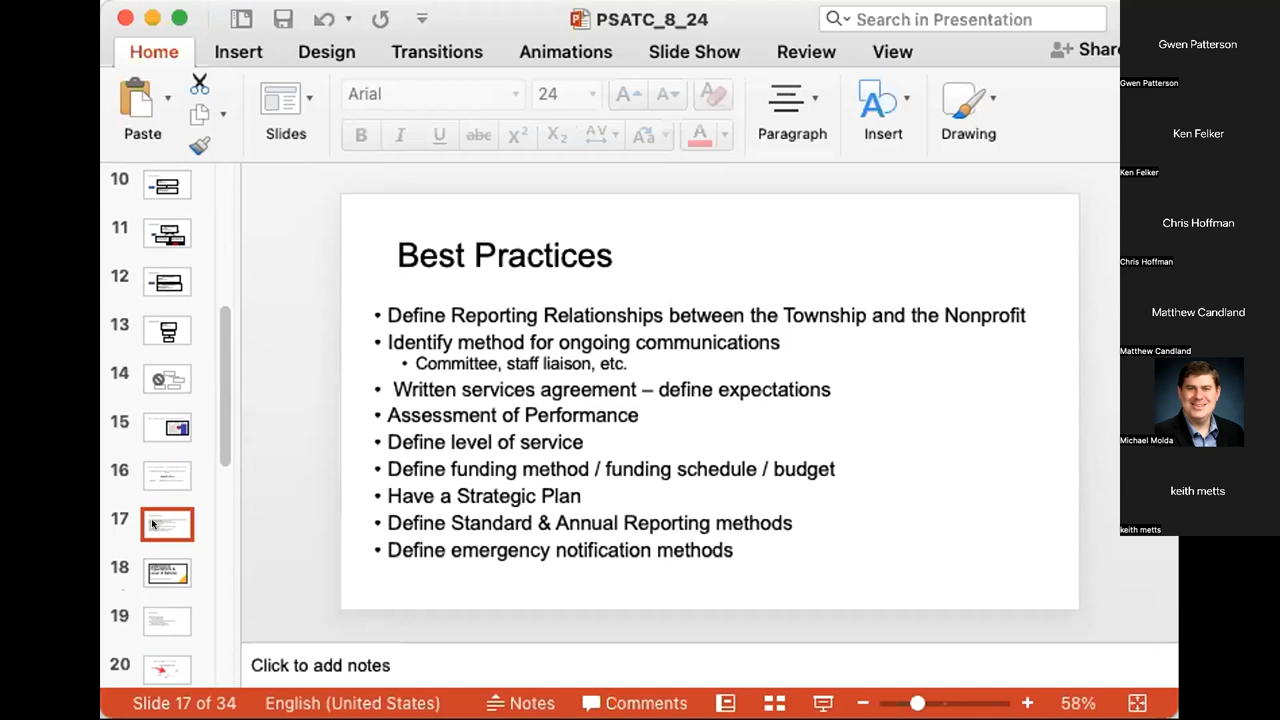 PSATC_8_24
Search in Presentation
Home Insert Design Transitions Animations Slide Show Review View Shar
Paste
Slides
Arial
24
Paragraph
Insert
Drawing
10
11
12
13
14
15
16
17
18
19
20
Best Practices
• Define Reporting Relationships between the Township and the Nonprofit
• Identify method for ongoing communications
• Committee, staff liaison, etc.
• Written services agreement – define expectations
• Assessment of Performance
• Define level of service
• Define funding method / funding schedule / budget
• Have a Strategic Plan
• Define Standard & Annual Reporting methods
• Define emergency notification methods
Click to add notes
Slide 17 of 34 English (United States) Notes Comments 58%
Gwen Patterson
Gwen Patterson
Ken Felker
Ken Felker
Chris Hoffman
Chris Hoffman
Matthew Candland
Matthew Candland
Michael Molda
keith metts
keith metts